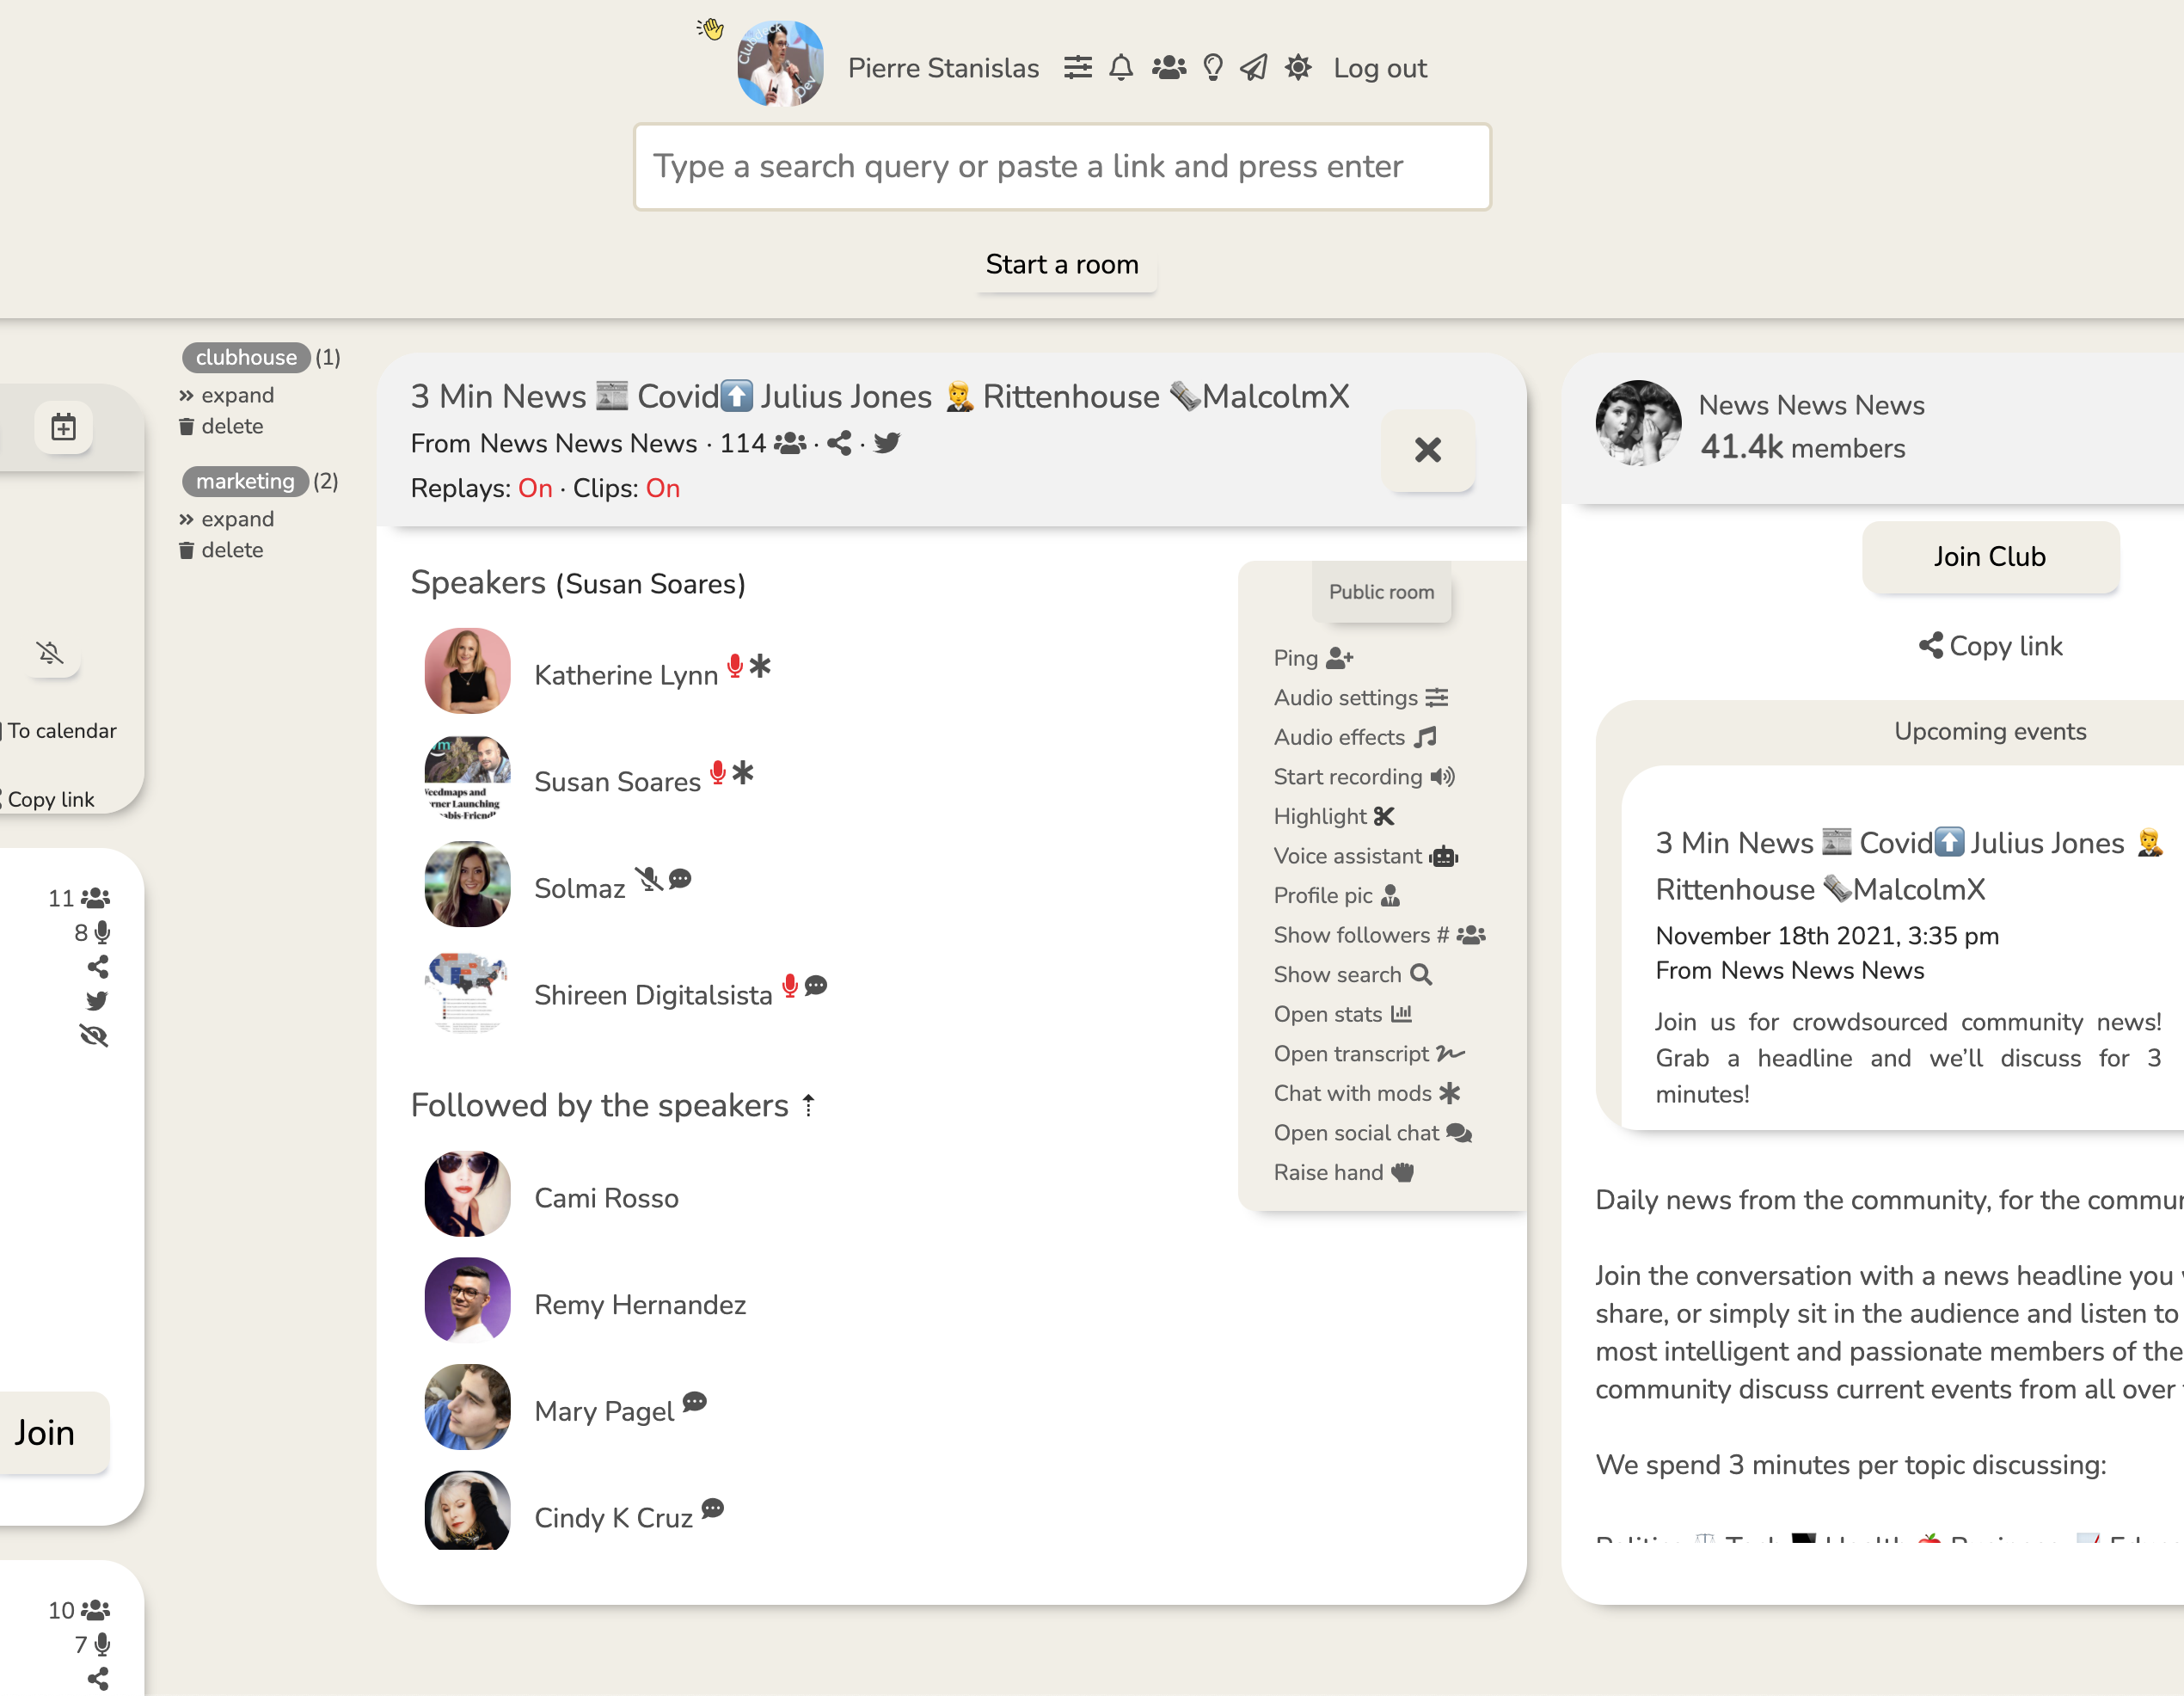 Pierre Stanislas
Log out
Type a search query or paste a link and press enter
Start a room
To calendar
Copy link
11
8
Join
10
7
clubhouse (1)
expand
delete
marketing (2)
expand
delete
3 Min News 📰 Covid⬆️ Julius Jones 🧑‍⚖️ Rittenhouse 🗞️MalcolmX
From News News News · 114 · ·
Replays: On · Clips: On
Speakers (Susan Soares)
Katherine Lynn
Susan Soares
Solmaz
Shireen Digitalsista
Followed by the speakers
Cami Rosso
Remy Hernandez
Mary Pagel
Cindy K Cruz
Public room
Ping
Audio settings
Audio effects
Start recording
Highlight
Voice assistant
Profile pic
Show followers #
Show search
Open stats
Open transcript
Chat with mods
Open social chat
Raise hand
News News News
41.4k members
Join Club
Copy link
Upcoming events
3 Min News 📰 Covid⬆️ Julius Jones 🧑‍⚖️
Rittenhouse 🗞️MalcolmX
November 18th 2021, 3:35 pm
From News News News
Join us for crowdsourced community news!
Grab a headline and we'll discuss for 3
minutes!
Daily news from the community, for the commun
Join the conversation with a news headline you
share, or simply sit in the audience and listen to
most intelligent and passionate members of the
community discuss current events from all over
We spend 3 minutes per topic discussing: